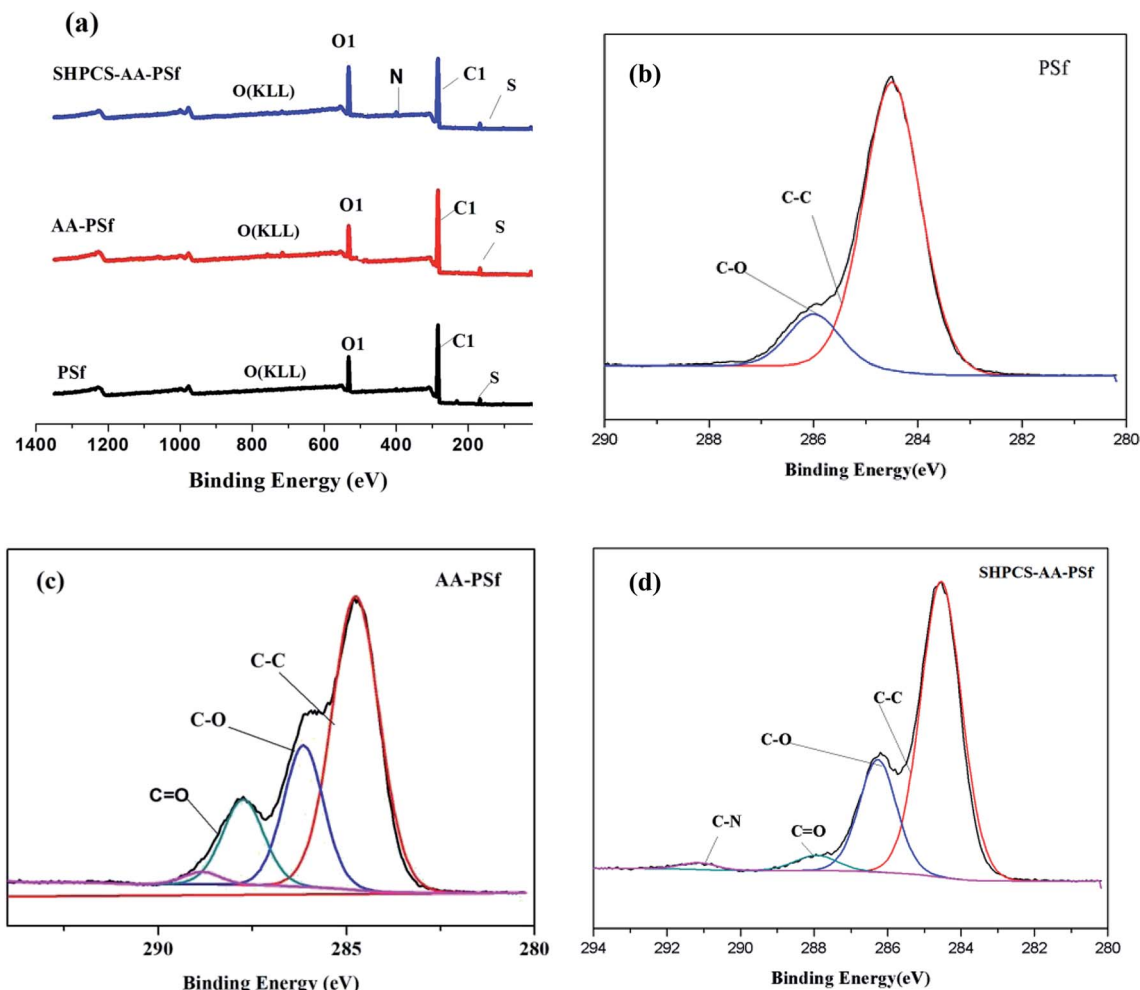 (a)
O1
SHPCS-AA-PSf
O(KLL)
N
C1
S
O1
AA-PSf
O(KLL)
C1
S
O1
PSf
O(KLL)
C1
S
1400 1200 1000 800 600 400 200
Binding Energy (eV)
(b)
PSf
C-C
C-O
290 288 286 284 282 280
Binding Energy(eV)
(c)
AA-PSf
C-C
C-O
C=O
290 285 280
Binding Energy (eV)
(d)
SHPCS-AA-PSf
C-C
C-O
C-N
C=O
294 292 290 288 286 284 282 280
Binding Energy(eV)